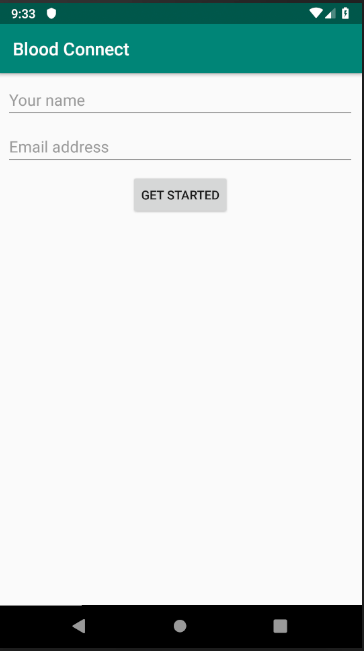 9:33
Blood Connect
Your name
Email address
GET STARTED